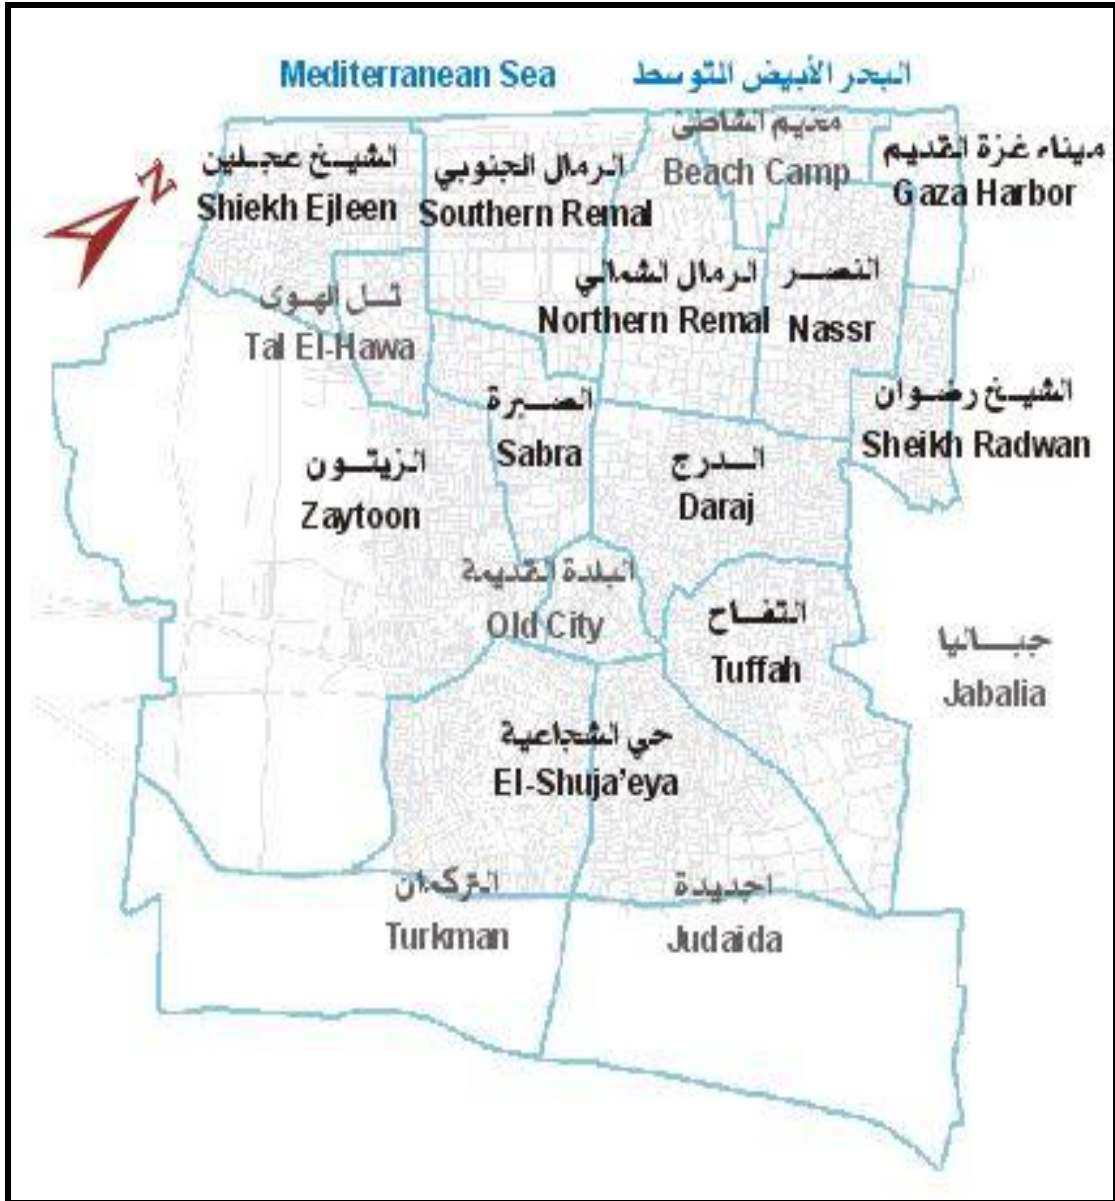 Mediterranean Sea البحر الأبيض المتوسط
مخيم الشاطئ
Beach Camp
ميناء غزة القديم
Gaza Harbor
الشيخ عجلين
Shiekh Ejleen
الرمال الجنوبي
Southern Remal
N
تل الهوى
Tal El-Hawa
الرمال الشمالي
Northern Remal
النصر
Nassr
الصبرة
Sabra
الشيخ رضوان
Sheikh Radwan
الزيتون
Zaytoon
الدرج
Daraj
البلدة القديمة
Old City
التفاح
Tuffah
جباليا
Jabalia
حي الشجاعية
El-Shuja'eya
التركمان
Turkman
اجديدة
Judaida